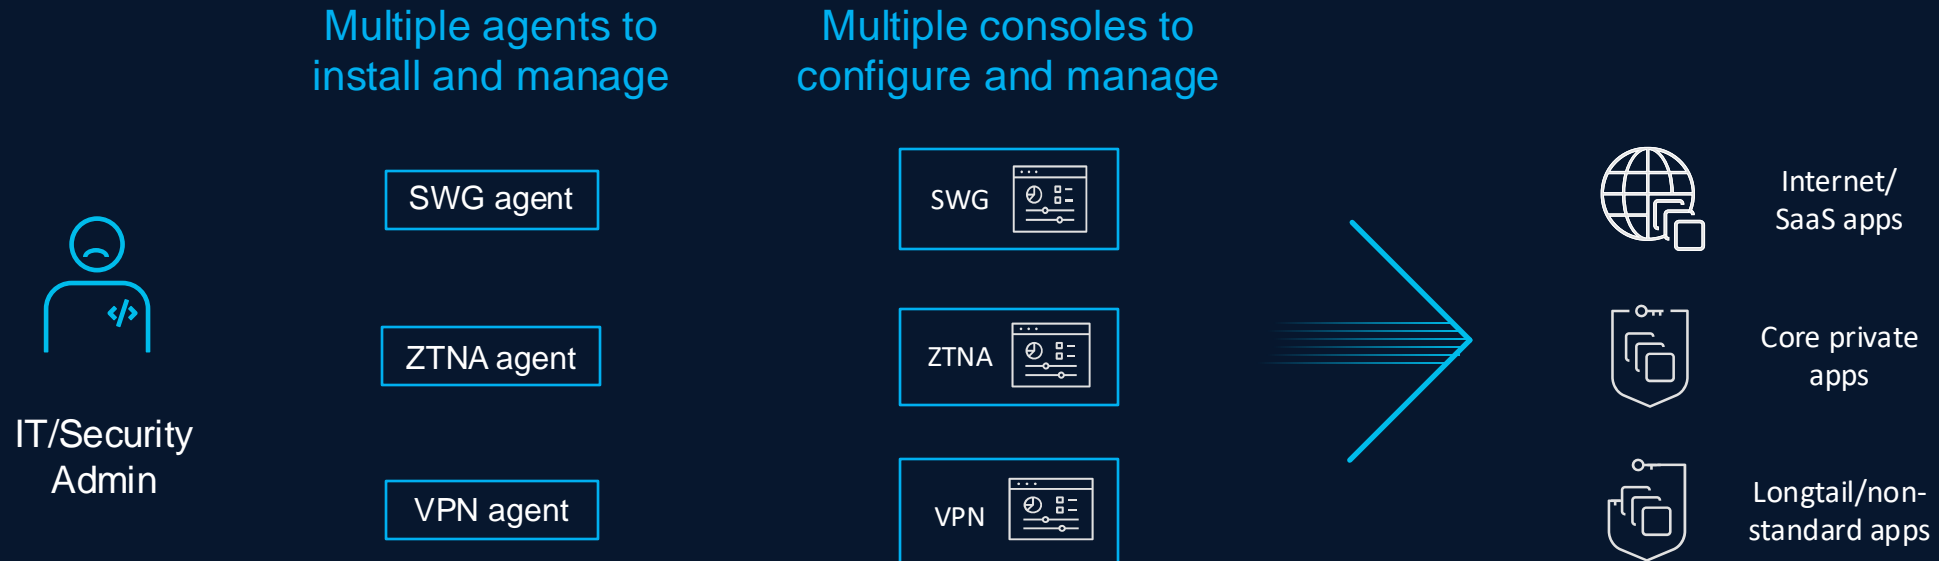 Multiple agents to
install and manage
Multiple consoles to
configure and manage
IT/Security
Admin
SWG agent
ZTNA agent
VPN agent
SWG
ZTNA
VPN
Internet/
SaaS apps
Core private
apps
Longtail/non-
standard apps